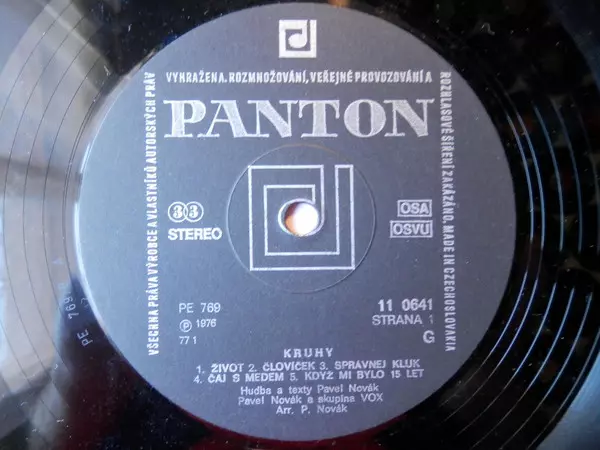 VŠECHNA PRÁVA VÝROBCE A VLASTNÍKŮ AUTORSKÝCH PRÁV
VYHRAŽENA. ROZMNOŽOVÁNÍ, VEŘEJNÉ PROVOZOVÁNÍ A
ROZHLASOVÉ ŠÍŘENÍ ZAKÁZÁNO. MADE IN CZECHOSLOVAKIA
PANTON
33
STEREO
OSA
OSVU
PE 769
℗ 1976
77 1
11 0641
STRANA 1
G
KRUHY
1. ŽIVOT 2. ČLOVÍČEK 3. SPRÁVNEJ KLUK
4. ČAJ S MEDEM 5. KDYŽ MI BYLO 15 LET
Hudba a texty Pavel Novák
Pavel Novák a skupina VOX
Arr. P. Novák
PE 769